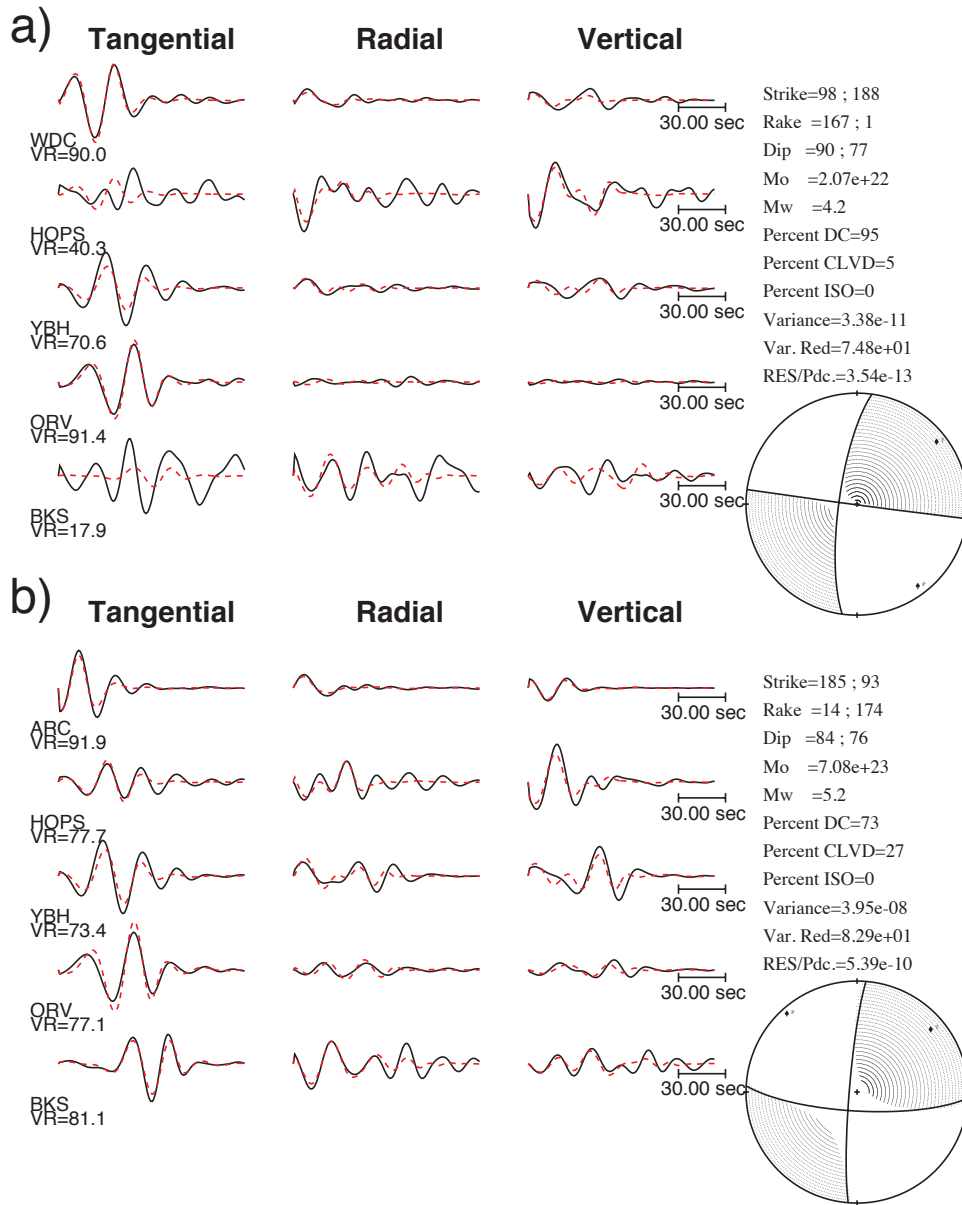 a)
Tangential Radial Vertical
30.00 sec
WDC
VR=90.0
30.00 sec
HOPS
VR=40.3
30.00 sec
YBH
VR=70.6
30.00 sec
ORV
VR=91.4
30.00 sec
BKS
VR=17.9
Strike=98 ; 188
Rake =167 ; 1
Dip =90 ; 77
Mo =2.07e+22
Mw =4.2
Percent DC=95
Percent CLVD=5
Percent ISO=0
Variance=3.38e-11
Var. Red=7.48e+01
RES/Pdc.=3.54e-13
P
b)
Tangential Radial Vertical
30.00 sec
ARC
VR=91.9
30.00 sec
HOPS
VR=77.7
30.00 sec
YBH
VR=73.4
30.00 sec
ORV
VR=77.1
30.00 sec
BKS
VR=81.1
Strike=185 ; 93
Rake =14 ; 174
Dip =84 ; 76
Mo =7.08e+23
Mw =5.2
Percent DC=73
Percent CLVD=27
Percent ISO=0
Variance=3.95e-08
Var. Red=8.29e+01
RES/Pdc.=5.39e-10
P